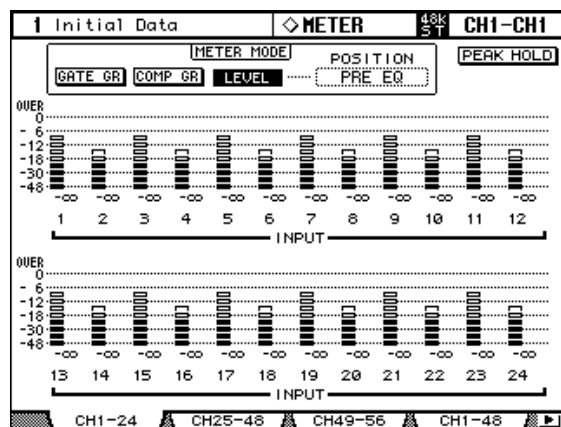 1 Initial Data ◇METER 48K ST CH1-CH1
METER MODE POSITION PEAK HOLD
GATE GR COMP GR LEVEL PRE EQ
OVER
0
- 6
-12
-18
-30
-48
-∞ -∞ -∞ -∞ -∞ -∞ -∞ -∞ -∞ -∞ -∞ -∞
1 2 3 4 5 6 7 8 9 10 11 12
INPUT
OVER
0
- 6
-12
-18
-30
-48
-∞ -∞ -∞ -∞ -∞ -∞ -∞ -∞ -∞ -∞ -∞ -∞
13 14 15 16 17 18 19 20 21 22 23 24
INPUT
CH1-24 CH25-48 CH49-56 CH1-48